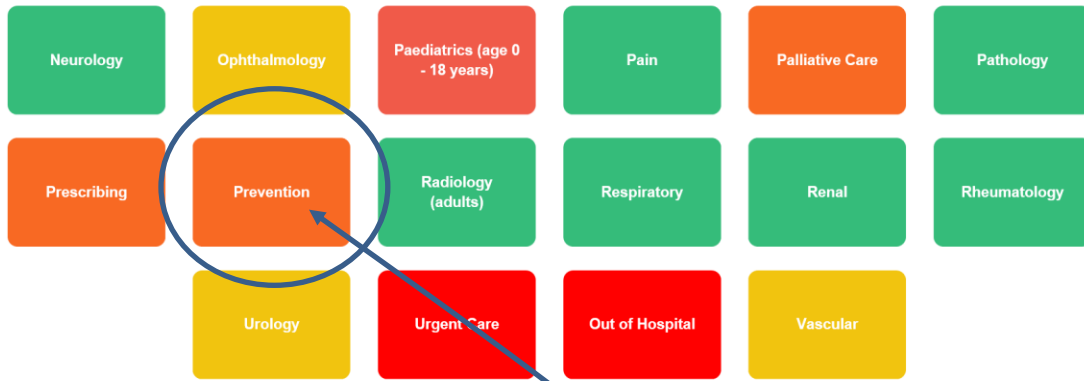 Neurology
Ophthalmology
Paediatrics (age 0
- 18 years)
Pain
Palliative Care
Pathology
Prescribing
Prevention
Radiology
(adults)
Respiratory
Renal
Rheumatology
Urology
Urgent Care
Out of Hospital
Vascular